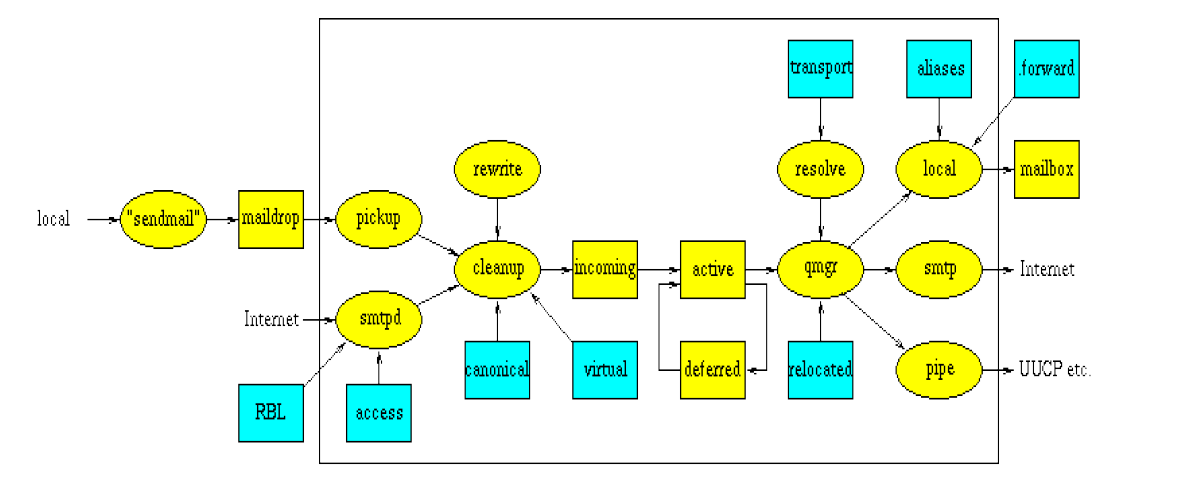 transport
aliases
.forward
rewrite
resolve
local
mailbox
local
"sendmail"
maildrop
pickup
cleanup
incoming
active
qmgr
smtp
Internet
Internet
smtpd
canonical
virtual
deferred
relocated
pipe
UUCP etc.
RBL
access